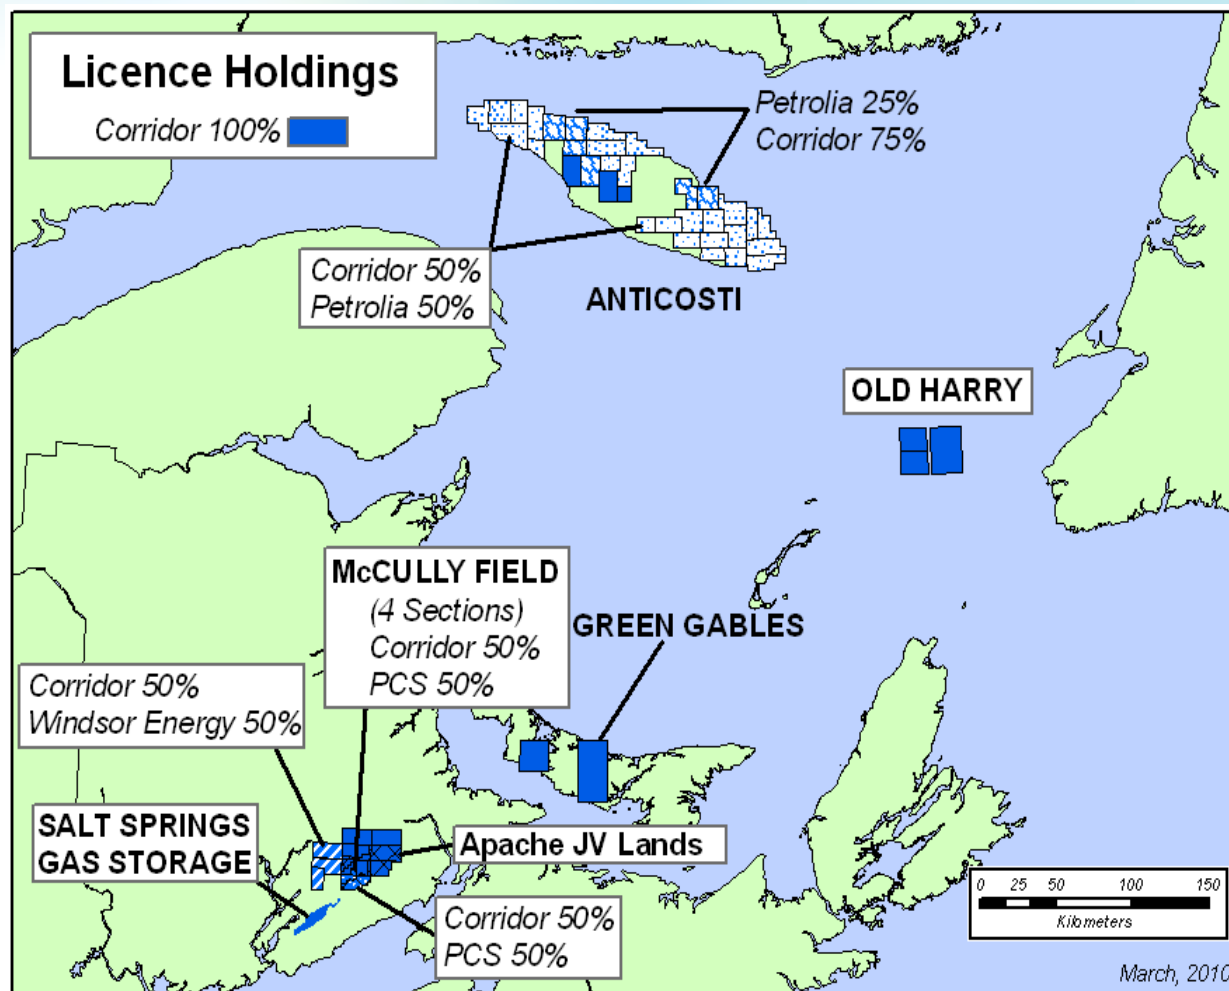 Licence Holdings
Corridor 100%
Petrolia 25%
Corridor 75%
Corridor 50%
Petrolia 50%
ANTICOSTI
OLD HARRY
McCULLY FIELD
(4 Sections)
Corridor 50%
PCS 50%
GREEN GABLES
Corridor 50%
Windsor Energy 50%
SALT SPRINGS
GAS STORAGE
Apache JV Lands
Corridor 50%
PCS 50%
0 25 50 100 150
Kilometers
March, 2010